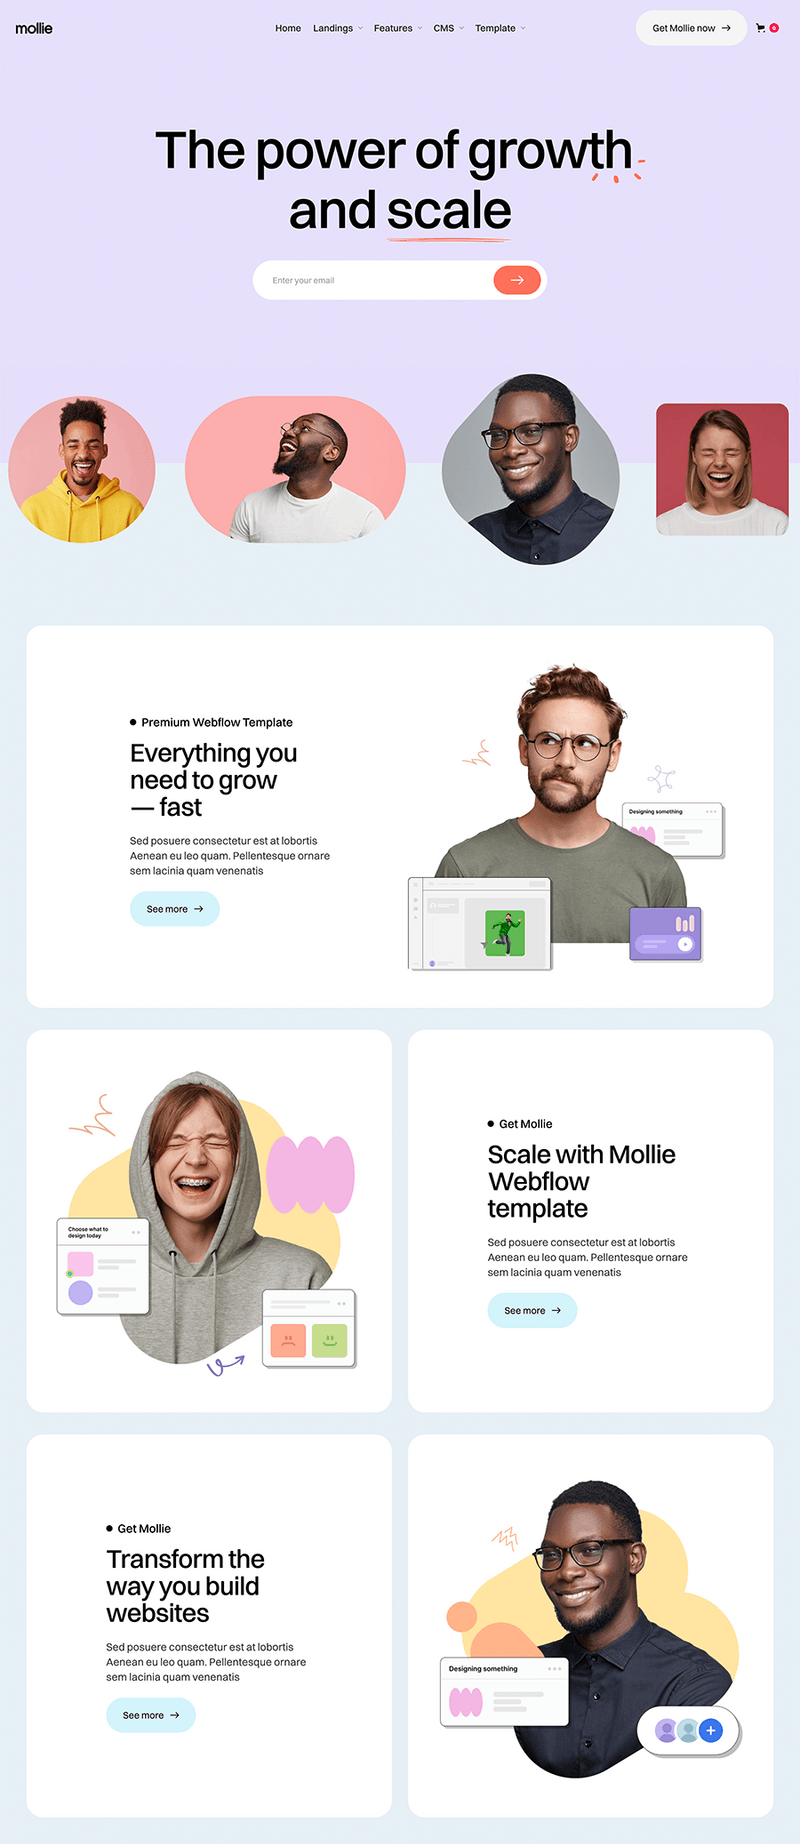 mollie
Home Landings Features CMS Template
Get Mollie now
0
The power of growth
and scale
Enter your email
Premium Webflow Template
Everything you
need to grow
— fast
Sed posuere consectetur est at lobortis
Aenean eu leo quam. Pellentesque ornare
sem lacinia quam venenatis
See more
Designing something
Choose what to
design today
Get Mollie
Scale with Mollie
Webflow
template
Sed posuere consectetur est at lobortis
Aenean eu leo quam. Pellentesque ornare
sem lacinia quam venenatis
See more
Get Mollie
Transform the
way you build
websites
Sed posuere consectetur est at lobortis
Aenean eu leo quam. Pellentesque ornare
sem lacinia quam venenatis
See more
Designing something